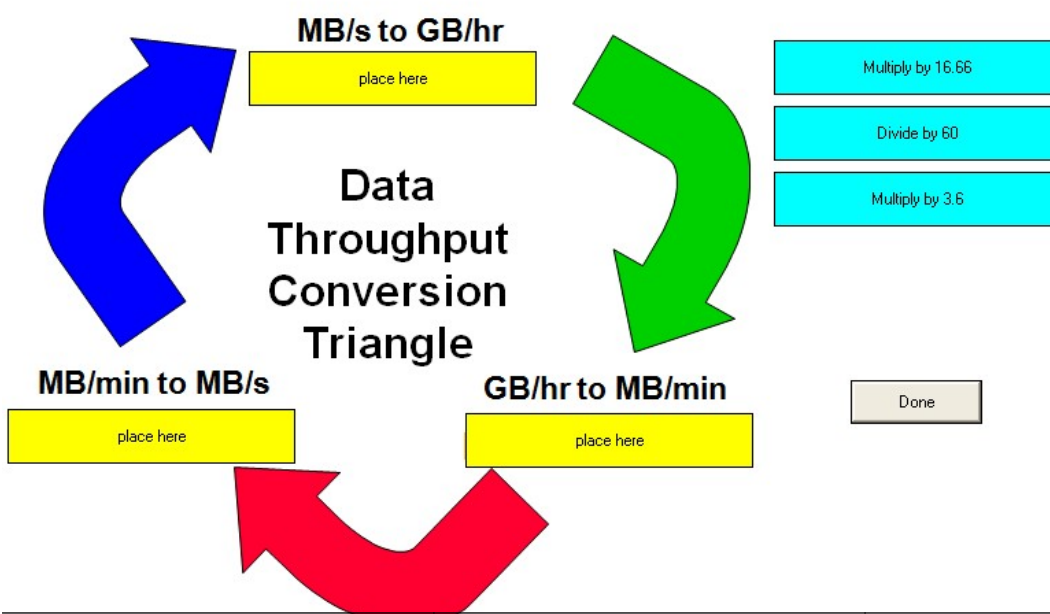 MB/s to GB/hr
place here
Multiply by 16.66
Divide by 60
Multiply by 3.6
Data
Throughput
Conversion
Triangle
MB/min to MB/s
place here
GB/hr to MB/min
place here
Done